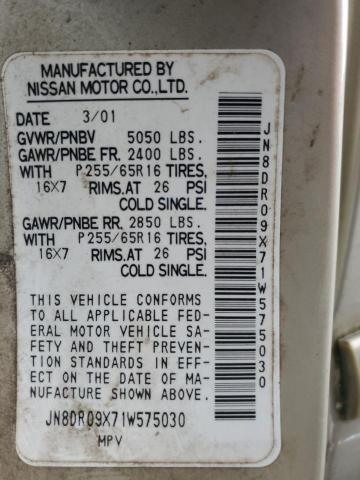 MANUFACTURED BY
NISSAN MOTOR CO.,LTD.
DATE 3/01
GVWR/PNBV 5050 LBS.
GAWR/PNBE FR. 2400 LBS.
WITH P255/65R16 TIRES,
16X7 RIMS.AT 26 PSI
COLD SINGLE.
GAWR/PNBE RR. 2850 LBS.
WITH P255/65R16 TIRES,
16X7 RIMS.AT 26 PSI
COLD SINGLE.
THIS VEHICLE CONFORMS
TO ALL APPLICABLE FED-
ERAL MOTOR VEHICLE SA-
FETY AND THEFT PREVENTION
STANDARDS IN EFF-
ECT ON THE DATE OF MA-
NUFACTURE SHOWN ABOVE.
JN8DR09X71W575030
MPV
JN8DR09X71W575030